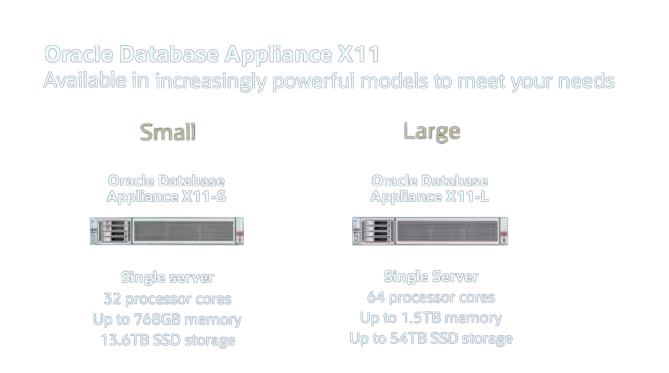 Oracle Database Appliance X11
Available in increasingly powerful models to meet your needs
Small
Oracle Database
Appliance X11-S
Single server
32 processor cores
Up to 768GB memory
13.6TB SSD storage
Large
Oracle Database
Appliance X11-L
Single Server
64 processor cores
Up to 1.5TB memory
Up to 54TB SSD storage